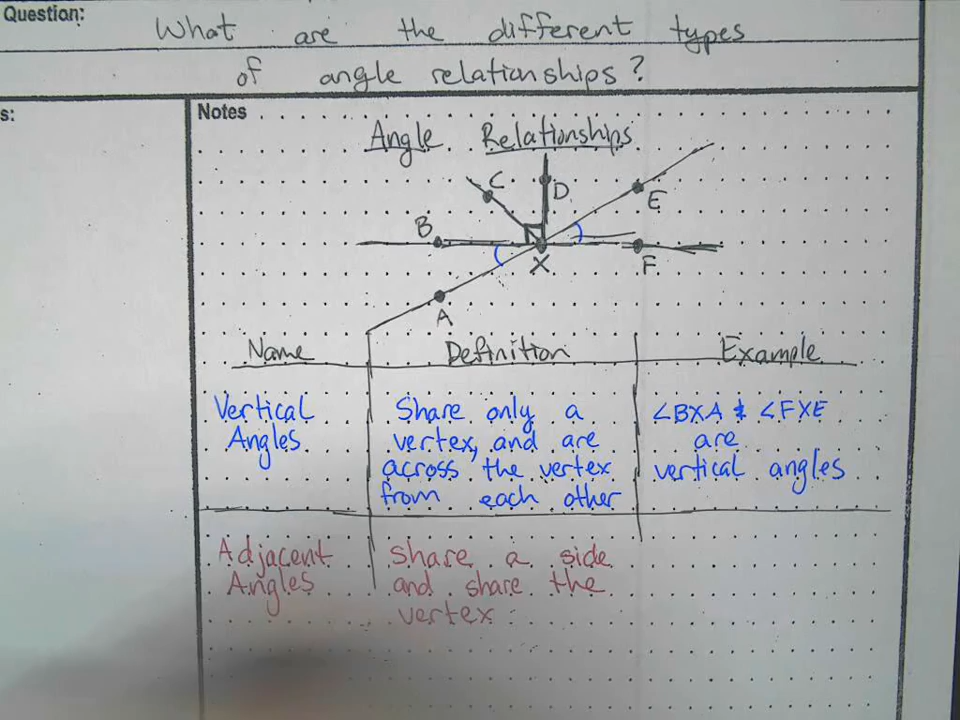 Question:
What are the different types
of angle relationships?
s:
Notes
Angle Relationships
C
D
E
B
X
F
A
Name Definition Example
Vertical Share only a ∠BXA & ∠FXE
Angles vertex, and are are
across the vertex vertical angles
from each other
Adjacent share a side
Angles and share the
vertex.